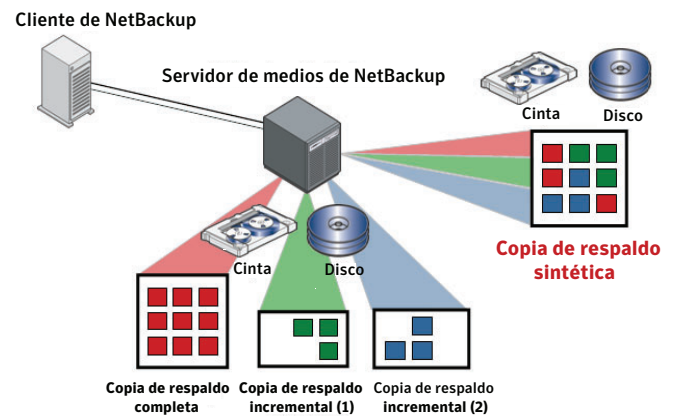 Cliente de NetBackup
Servidor de medios de NetBackup
Cinta
Disco
Copia de respaldo
sintética
Cinta
Disco
Copia de respaldo
completa
Copia de respaldo
incremental (1)
Copia de respaldo
incremental (2)